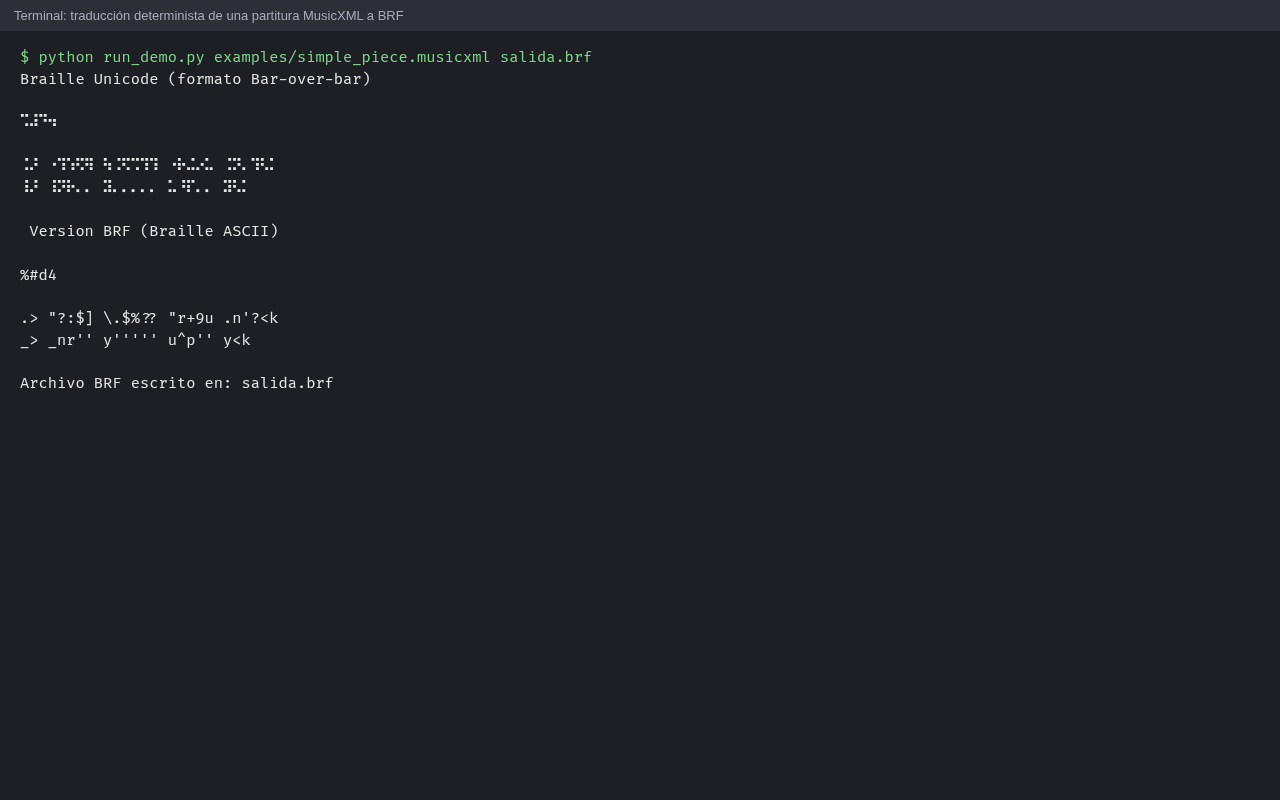 Terminal: traducción determinista de una partitura MusicXML a BRF
$ python run_demo.py examples/simple_piece.musicxml salida.brf
Braille Unicode (formato Bar-over-bar)
⠩⠼⠙⠲
⠨⠜ ⠐⠹⠱⠫⠻ ⠳⠨⠫⠩⠹⠹ ⠐⠗⠬⠔⠥ ⠨⠝⠄⠹⠣⠅
⠸⠜ ⠸⠝⠗⠄⠄ ⠽⠄⠄⠄⠄⠄ ⠥⠘⠏⠄⠄ ⠽⠣⠅
Version BRF (Braille ASCII)
%#d4
.> "?:$] \.$%?? "r+9u .n'?<k
_> _nr'' y''''' u^p'' y<k
Archivo BRF escrito en: salida.brf